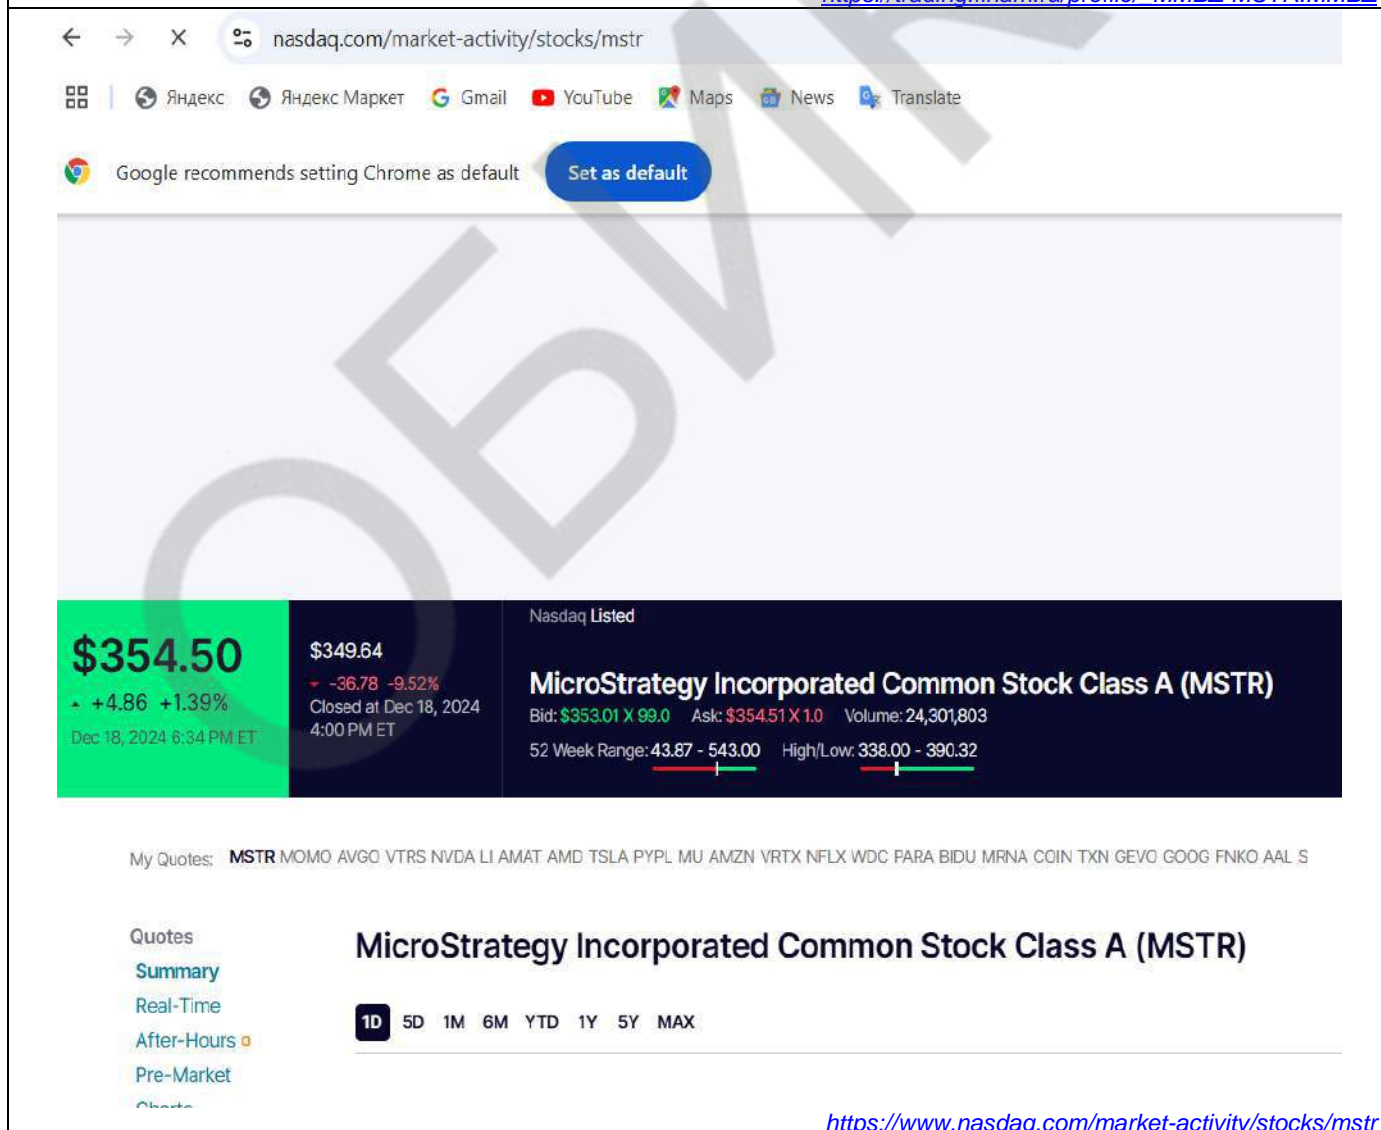 nasdaq.com/market-activity/stocks/mstr
Яндекс Яндекс Маркет Gmail YouTube Maps News Translate
Google recommends setting Chrome as default Set as default
ОБИ
Nasdaq Listed
$354.50
+4.86 +1.39%
Dec 18, 2024 6:34 PM ET
$349.64
-36.78 -9.52%
Closed at Dec 18, 2024
4:00 PM ET
MicroStrategy Incorporated Common Stock Class A (MSTR)
Bid: $353.01 X 99.0 Ask: $354.51 X 1.0 Volume: 24,301,803
52 Week Range: 43.87 - 543.00 High/Low: 338.00 - 390.32
My Quotes: MSTR MOMO AVGO VTRS NVDA LI AMAT AMD TSLA PYPL MU AMZN VRTX NFLX WDC PARA BIDU MRNA COIN TXN GEVO GOOG FNKO AAL S
Quotes
Summary
Real-Time
After-Hours
Pre-Market
Charts
MicroStrategy Incorporated Common Stock Class A (MSTR)
1D 5D 1M 6M YTD 1Y 5Y MAX
https://www.nasdaq.com/market-activity/stocks/mstr